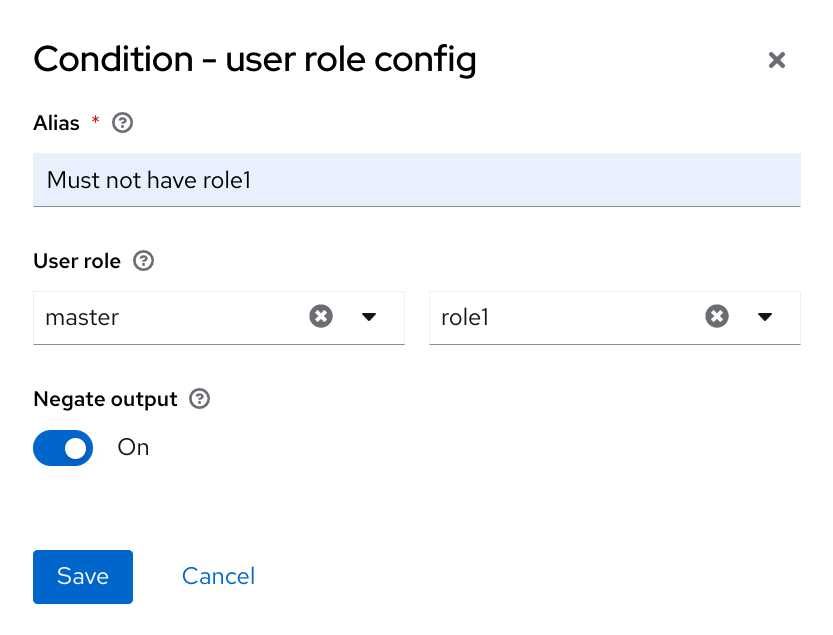 Condition - user role config
Alias *
Must not have role1
User role
master
role1
Negate output
On
Save
Cancel